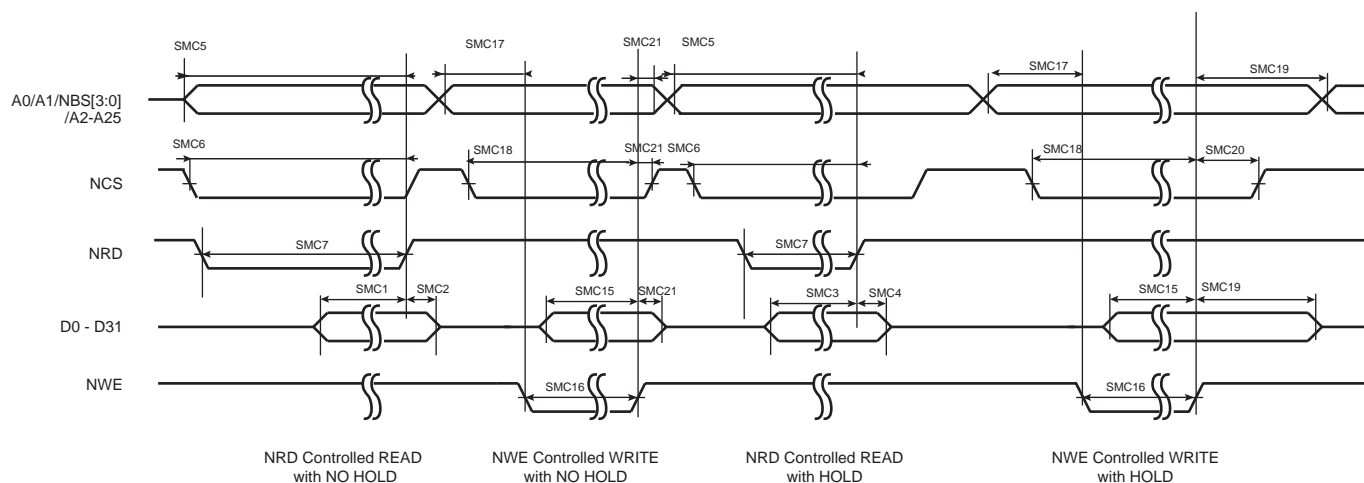 SMC5 SMC17 SMC21 SMC5 SMC17 SMC19
A0/A1/NBS[3:0]
/A2-A25
SMC6 SMC18 SMC21 SMC6 SMC18 SMC20
NCS
SMC7 SMC7
NRD
SMC1 SMC2 SMC15 SMC21 SMC3 SMC4 SMC15 SMC19
D0 - D31
NWE
SMC16 SMC16
NRD Controlled READ
with NO HOLD
NWE Controlled WRITE
with NO HOLD
NRD Controlled READ
with HOLD
NWE Controlled WRITE
with HOLD